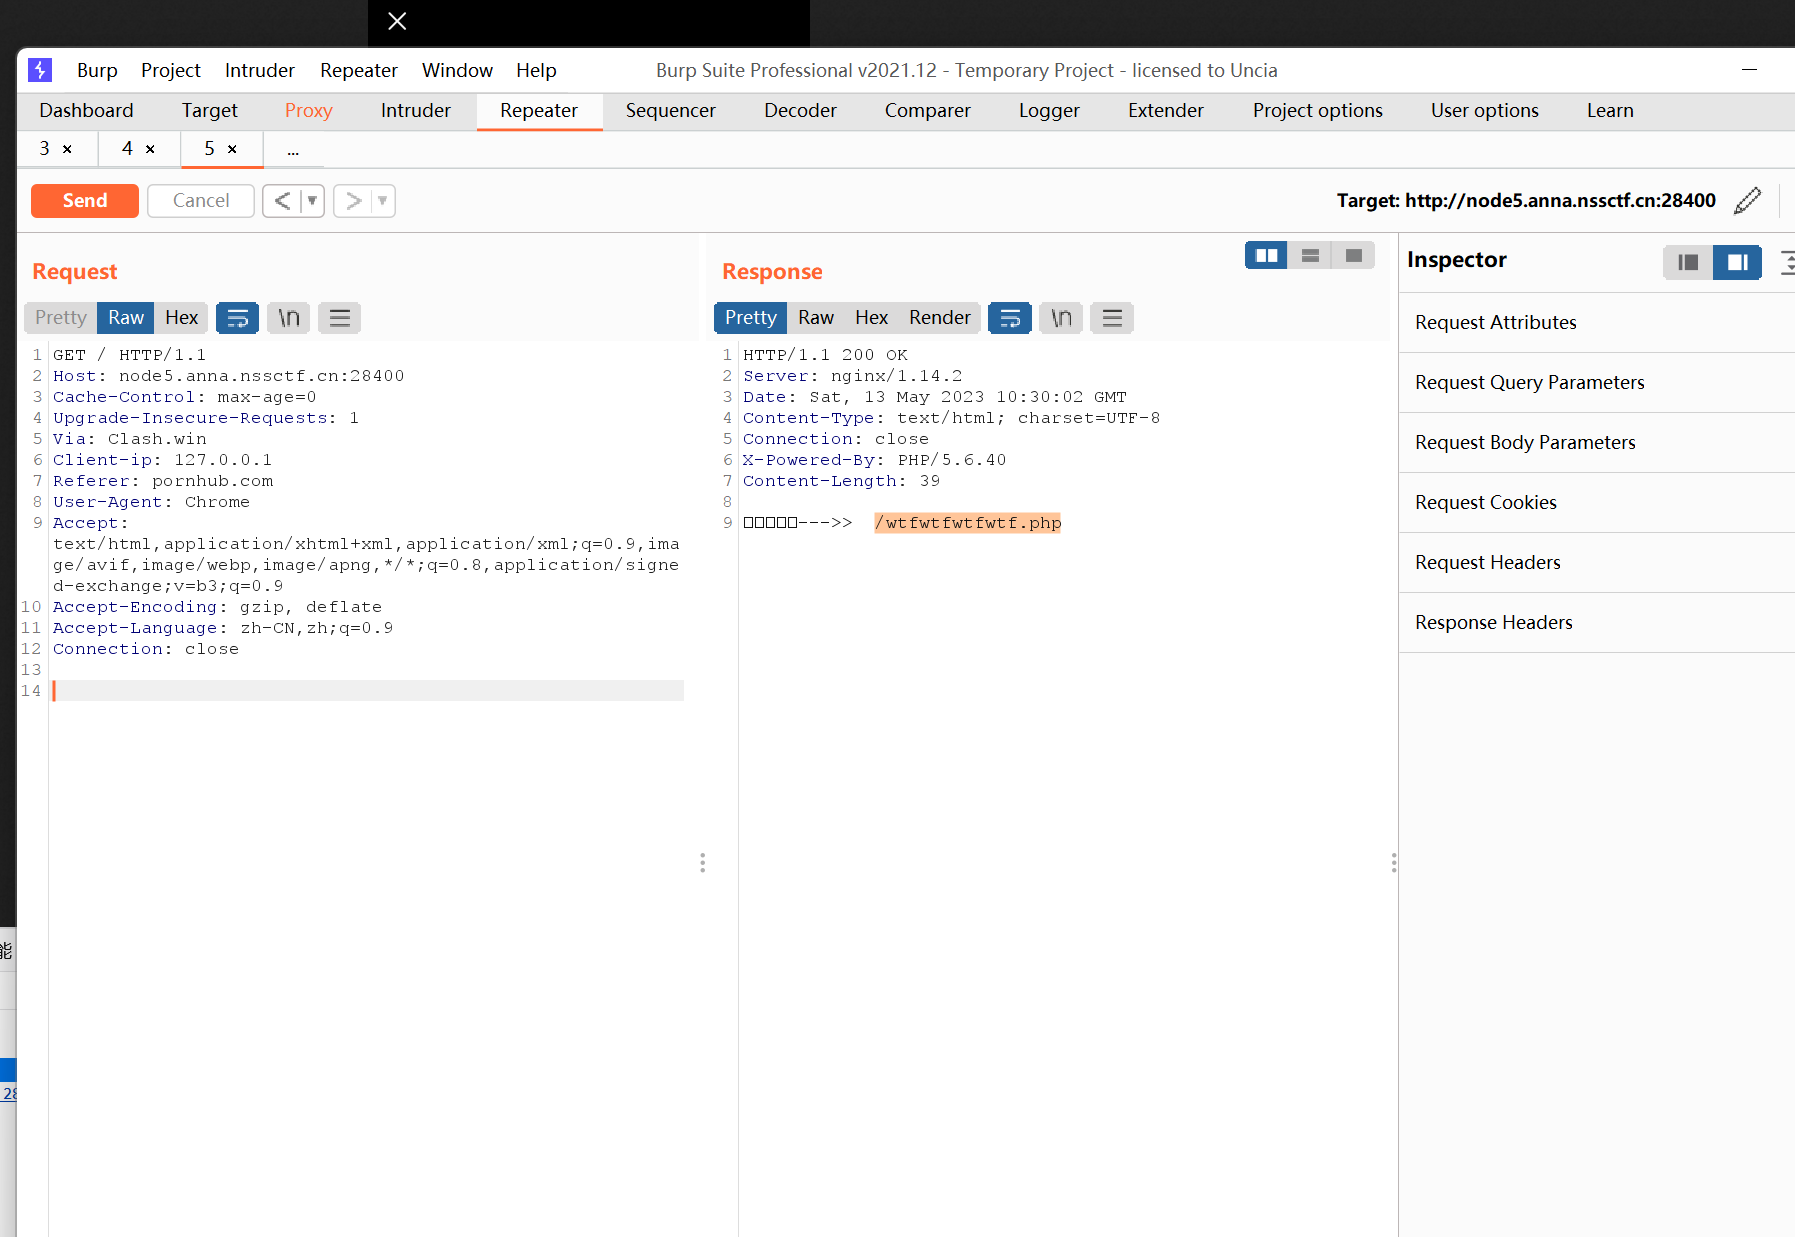 Burp Project Intruder Repeater Window Help Burp Suite Professional v2021.12 - Temporary Project - licensed to Uncia
Dashboard Target Proxy Intruder Repeater Sequencer Decoder Comparer Logger Extender Project options User options Learn
3 × 4 × 5 × ...
Send Cancel < > Target: http://node5.anna.nssctf.cn:28400
Request
Pretty Raw Hex \n
1 GET / HTTP/1.1
2 Host: node5.anna.nssctf.cn:28400
3 Cache-Control: max-age=0
4 Upgrade-Insecure-Requests: 1
5 Via: Clash.win
6 Client-ip: 127.0.0.1
7 Referer: pornhub.com
8 User-Agent: Chrome
9 Accept:
text/html,application/xhtml+xml,application/xml;q=0.9,ima
ge/avif,image/webp,image/apng,*/*;q=0.8,application/signe
d-exchange;v=b3;q=0.9
10 Accept-Encoding: gzip, deflate
11 Accept-Language: zh-CN,zh;q=0.9
12 Connection: close
13
14
Response
Pretty Raw Hex Render \n
1 HTTP/1.1 200 OK
2 Server: nginx/1.14.2
3 Date: Sat, 13 May 2023 10:30:02 GMT
4 Content-Type: text/html; charset=UTF-8
5 Connection: close
6 X-Powered-By: PHP/5.6.40
7 Content-Length: 39
8
9 □□□□□--->> /wtfwtfwtfwtf.php
Inspector
Request Attributes
Request Query Parameters
Request Body Parameters
Request Cookies
Request Headers
Response Headers
能
28